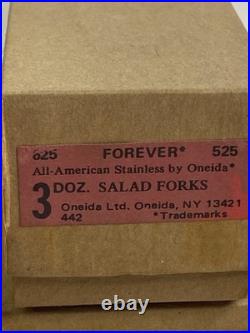 625 FOREVER* 525
All-American Stainless by Oneida*
3 DOZ. SALAD FORKS
Oneida Ltd. Oneida, NY 13421
442 *Trademarks